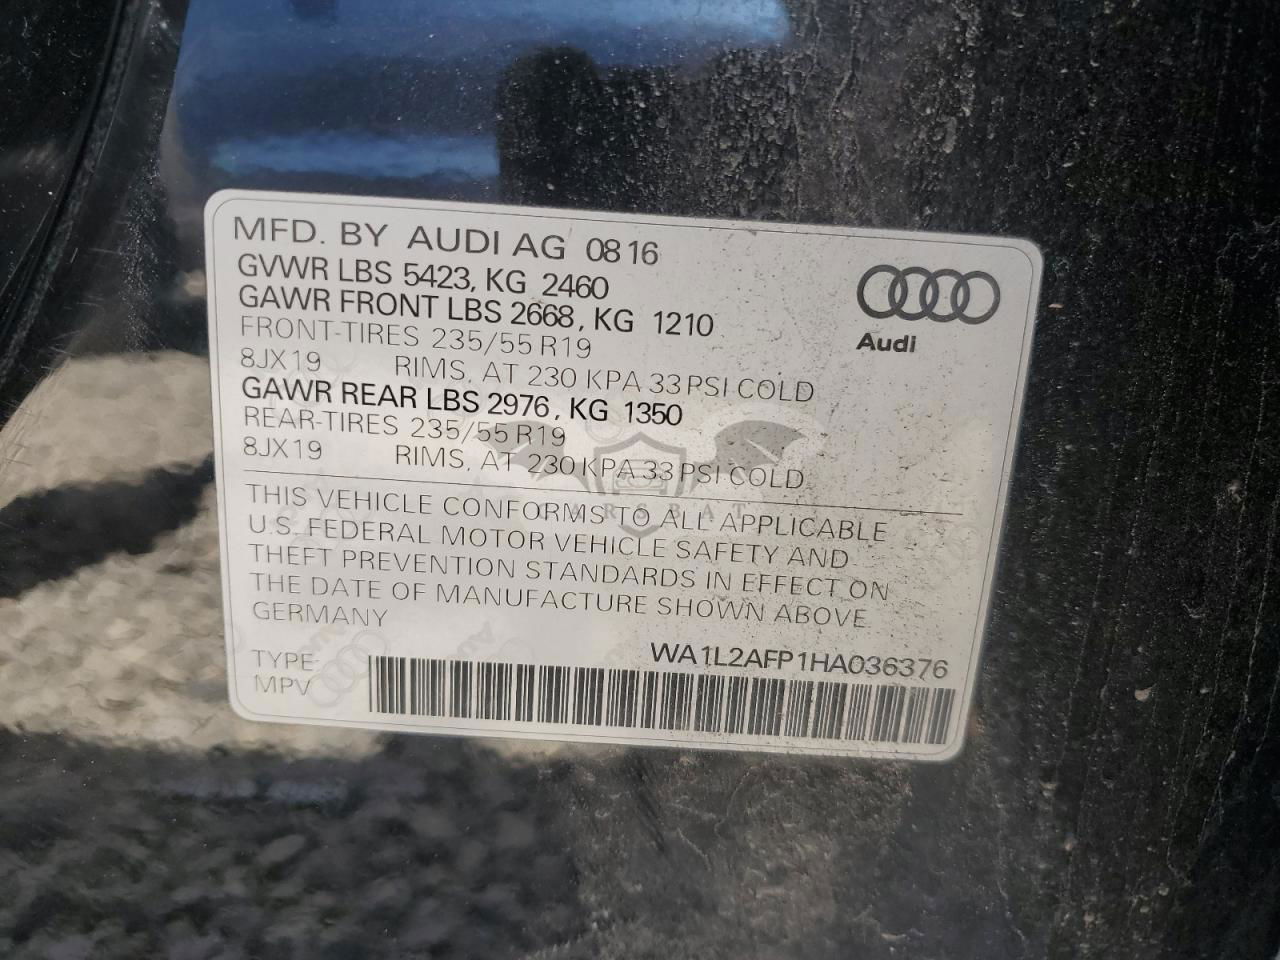 MFD. BY AUDI AG 08 16
GVWR LBS 5423, KG 2460
GAWR FRONT LBS 2668, KG 1210
FRONT-TIRES 235/55 R19
8JX19 RIMS, AT 230 KPA 33 PSI COLD
GAWR REAR LBS 2976, KG 1350
REAR-TIRES 235/55 R19
8JX19 RIMS, AT 230 KPA 33 PSI COLD
Audi
CARSBAT
THIS VEHICLE CONFORMS TO ALL APPLICABLE
U.S. FEDERAL MOTOR VEHICLE SAFETY AND
THEFT PREVENTION STANDARDS IN EFFECT ON
THE DATE OF MANUFACTURE SHOWN ABOVE
GERMANY
WA1L2AFP1HA036376
TYPE:
MPV